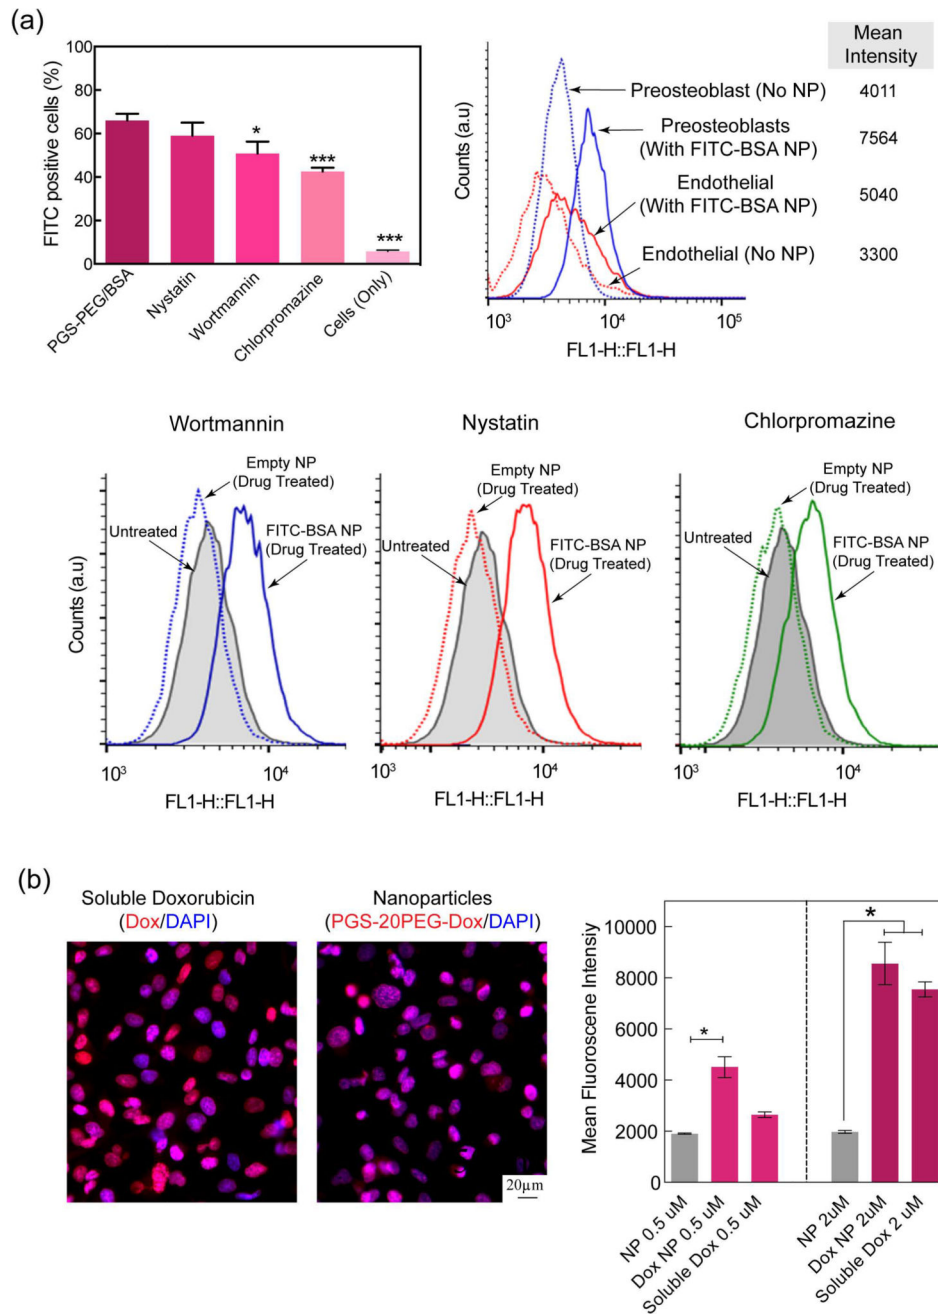 (a)
FITC positive cells (%)
100
80
60
40
20
0
*
***
***
PGS-PEG/BSA
Nystatin
Wortmannin
Chlorpromazine
Cells (Only)
Counts (a.u)
Preosteoblast (No NP)
Preosteoblasts
(With FITC-BSA NP)
Endothelial
(With FITC-BSA NP)
Endothelial (No NP)
Mean
Intensity
4011
7564
5040
3300
10³
10⁴
10⁵
FL1-H::FL1-H
Wortmannin
Counts (a.u)
Empty NP
(Drug Treated)
Untreated
FITC-BSA NP
(Drug Treated)
10³
10⁴
FL1-H::FL1-H
Nystatin
Empty NP
(Drug Treated)
Untreated
FITC-BSA NP
(Drug Treated)
10³
10⁴
FL1-H::FL1-H
Chlorpromazine
Empty NP
(Drug Treated)
Untreated
FITC-BSA NP
(Drug Treated)
10³
10⁴
FL1-H::FL1-H
(b)
Soluble Doxorubicin
(Dox/DAPI)
Nanoparticles
(PGS-20PEG-Dox/DAPI)
20µm
Mean Fluoroscene Intensiy
10000
8000
6000
4000
2000
0
*
*
NP 0.5 uM
Dox NP 0.5 uM
Soluble Dox 0.5 uM
NP 2uM
Dox NP 2uM
Soluble Dox 2 uM